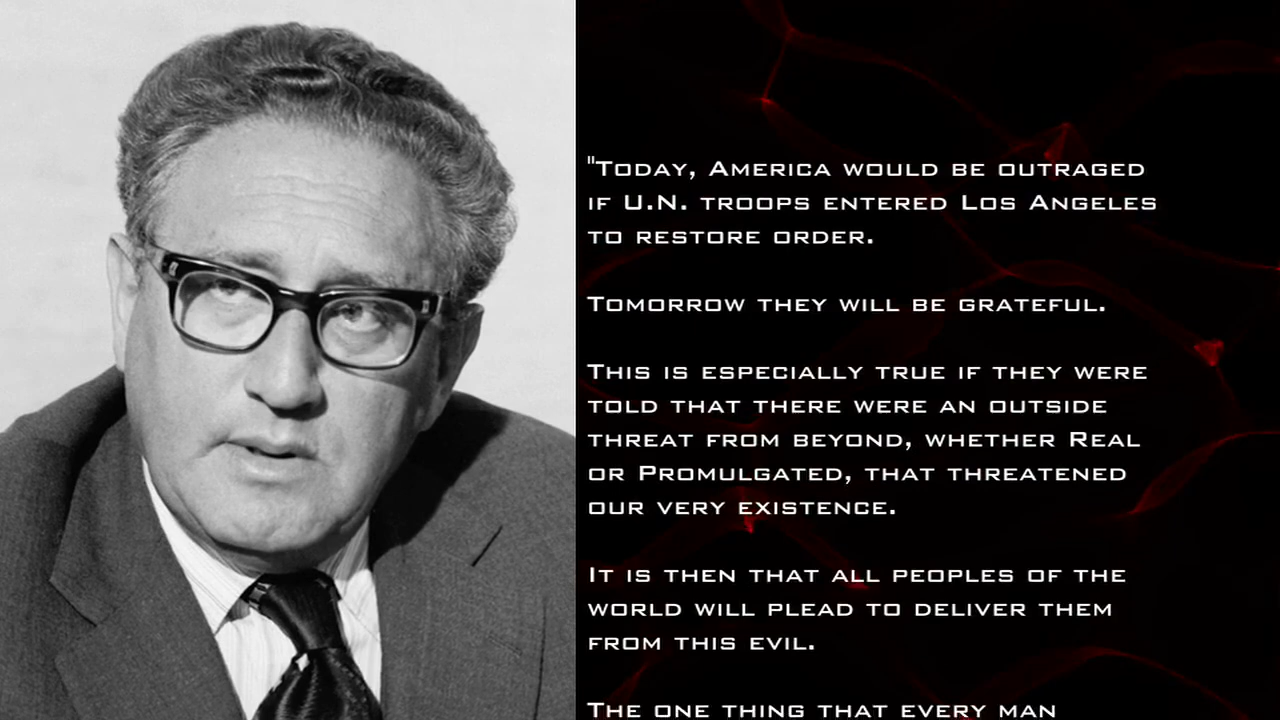 "Today, America would be outraged
if U.N. troops entered Los Angeles
to restore order.
Tomorrow they will be grateful.
This is especially true if they were
told that there were an outside
threat from beyond, whether Real
or Promulgated, that threatened
our very existence.
It is then that all peoples of the
world will plead to deliver them
from this evil.
The one thing that every man